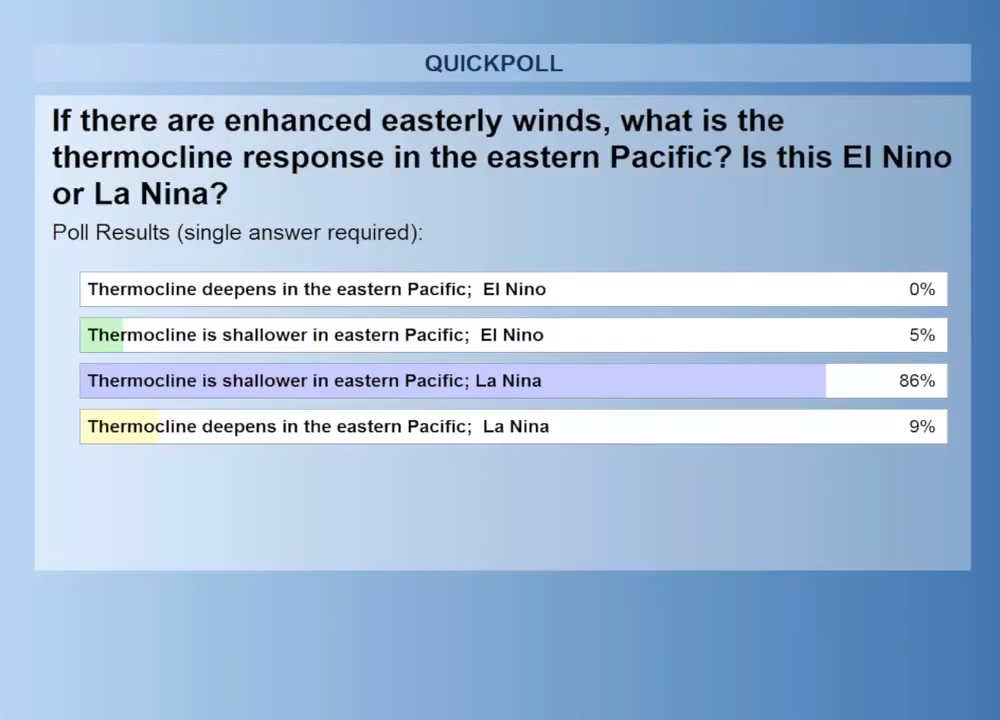 QUICKPOLL
If there are enhanced easterly winds, what is the
thermocline response in the eastern Pacific? Is this El Nino
or La Nina?
Poll Results (single answer required):
Thermocline deepens in the eastern Pacific;  El Nino 0%
Thermocline is shallower in eastern Pacific;  El Nino 5%
Thermocline is shallower in eastern Pacific; La Nina 86%
Thermocline deepens in the eastern Pacific;  La Nina 9%